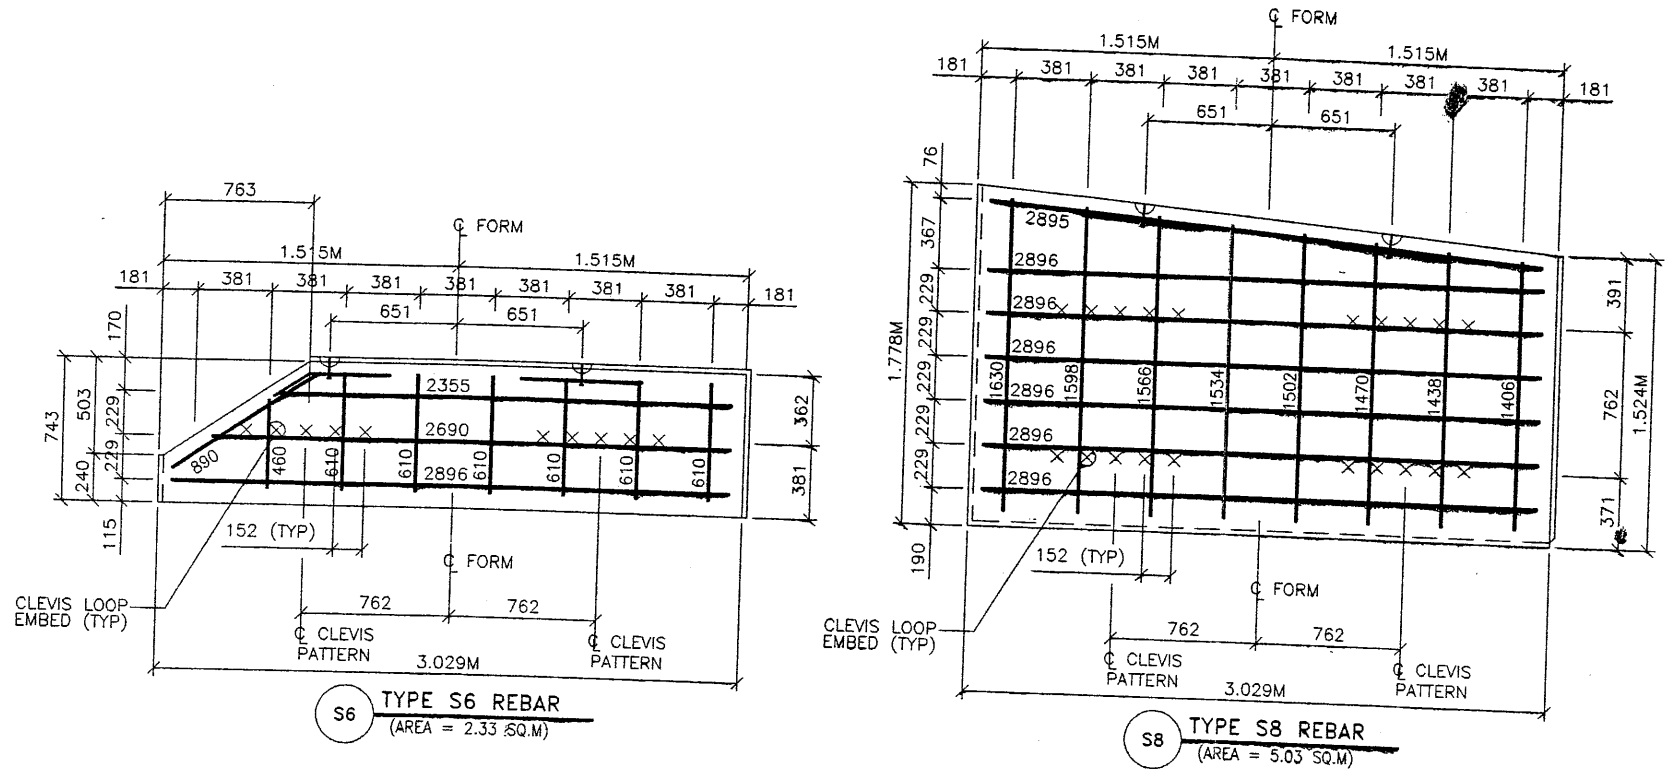 763
℄ FORM
1.515M
1.515M
181
381
381
381
381
381
381
381
181
651
651
170
743
503
229
229
240
115
2355
2690
2896
890
460
610
610
610
610
610
610
362
381
152 (TYP)
℄ FORM
CLEVIS LOOP
EMBED (TYP)
762
762
℄ CLEVIS
PATTERN
℄ CLEVIS
PATTERN
3.029M
S6
TYPE S6 REBAR
(AREA = 2.33 SQ.M)
℄ FORM
1.515M
1.515M
181
381
381
381
381
381
381
381
181
651
651
76
367
229
229
229
229
229
190
1.778M
2895
2896
2896
2896
2896
2896
2896
1630
1598
1566
1534
1502
1470
1438
1406
391
762
371
1.524M
152 (TYP)
℄ FORM
CLEVIS LOOP
EMBED (TYP)
762
762
℄ CLEVIS
PATTERN
℄ CLEVIS
PATTERN
3.029M
S8
TYPE S8 REBAR
(AREA = 5.03 SQ.M)